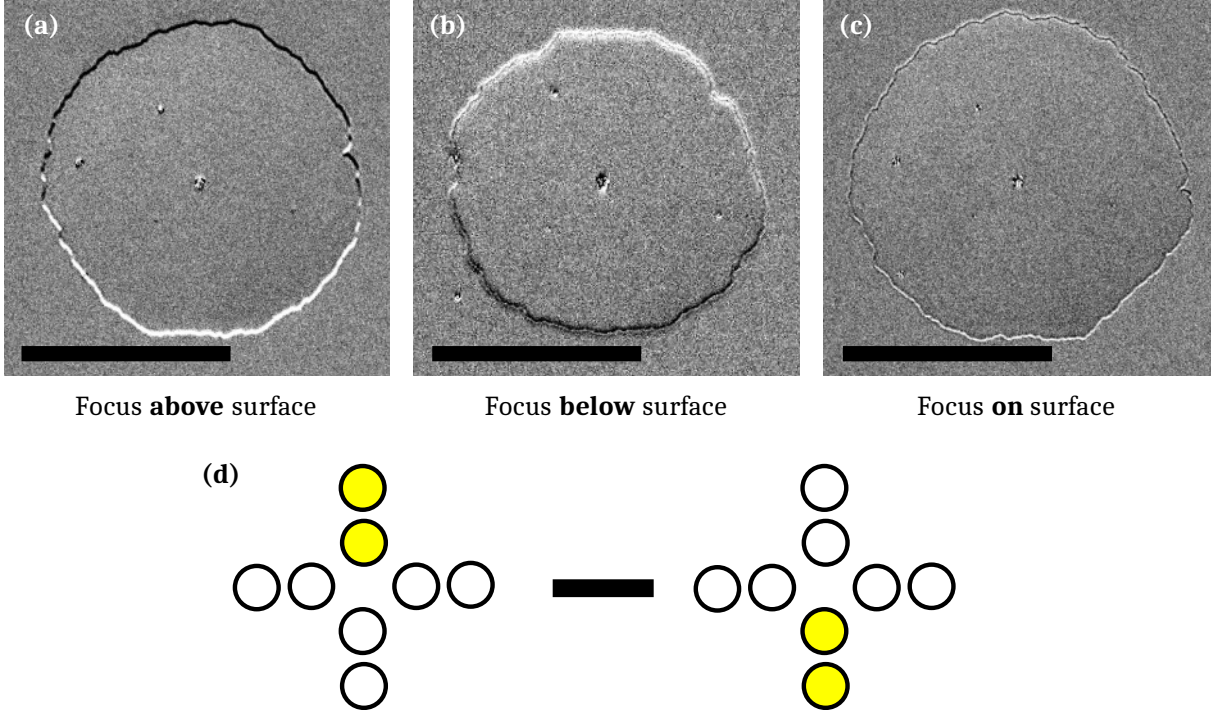 (a)
(b)
(c)
Focus above surface
Focus below surface
Focus on surface
(d)